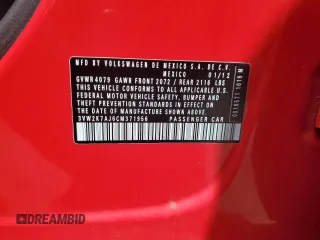 MFD BY VOLKSWAGEN DE MEXICO S.A. DE C.V.
MEXICO 01/12
GVWR 4079 GAWR FRONT 2072 / REAR 2116 LBS
THIS VEHICLE CONFORMS TO ALL APPLICABLE U.S.
FEDERAL MOTOR VEHICLE SAFETY, BUMPER AND
THEFT PREVENTION STANDARDS IN EFFECT ON THE
DATE OF MANUFACTURE SHOWN ABOVE.
3VW2K7AJ6CM371956 PASSENGER CAR
DREAMBID